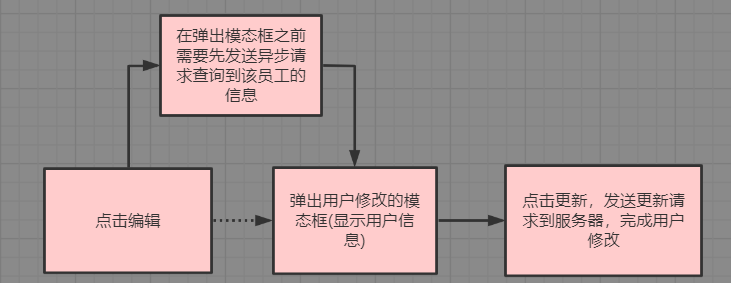 在弹出模态框之前
需要先发送异步请
求查询到该员工的
信息
点击编辑
弹出用户修改的模
态框(显示用户信
息)
点击更新，发送更新请
求到服务器，完成用户
修改